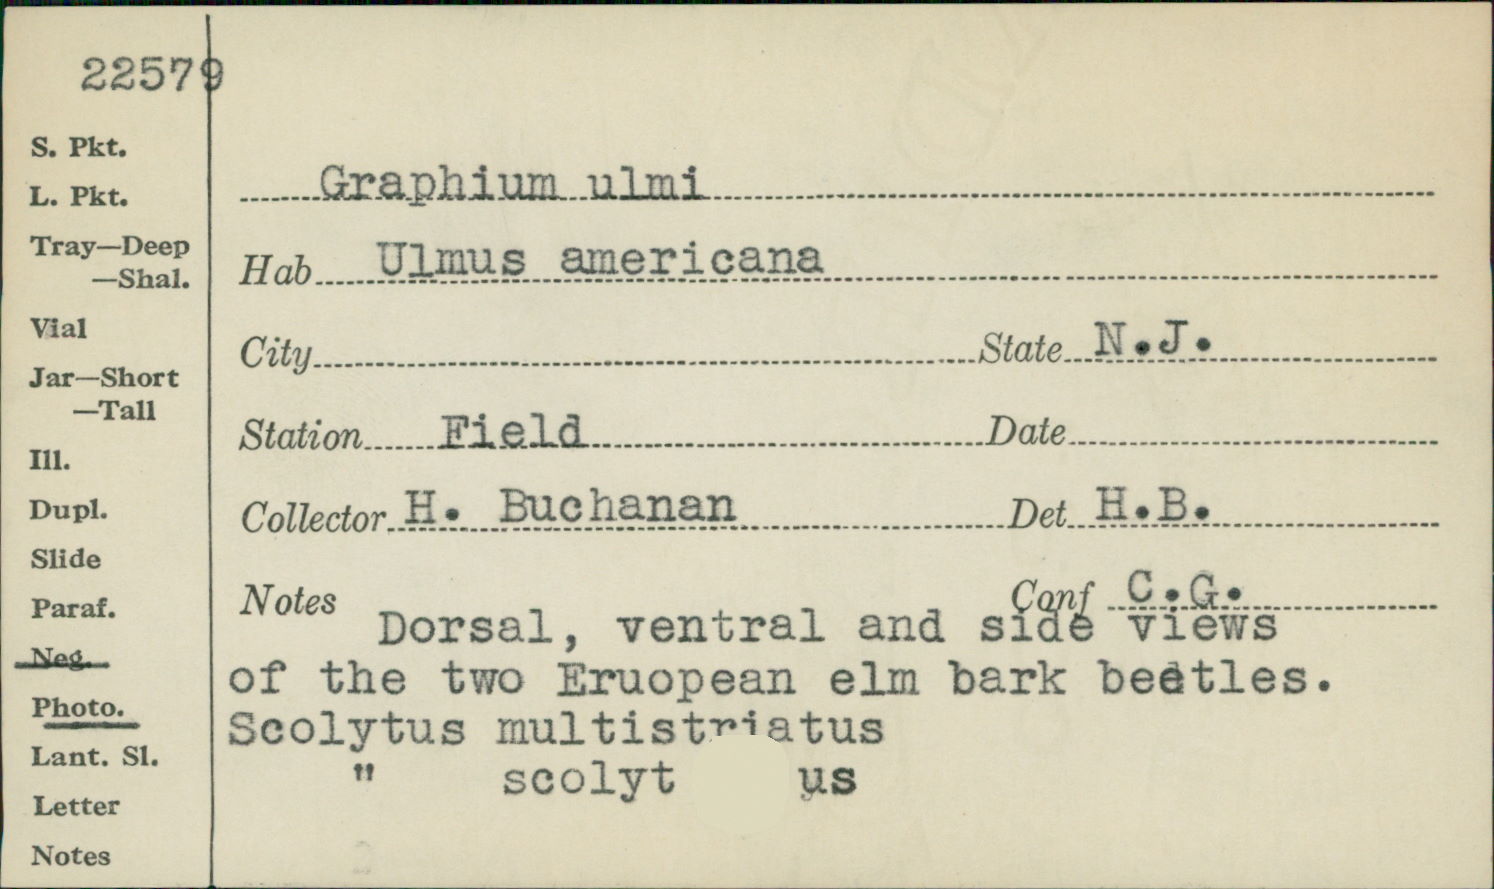 22579
S. Pkt.
L. Pkt.
Tray—Deep
—Shal.
Vial
Jar—Short
—Tall
Ill.
Dupl.
Slide
Paraf.
Neg.
Photo.
Lant. Sl.
Letter
Notes
Graphium ulmi
Hab Ulmus americana
City State N.J.
Station Field Date
Collector H. Buchanan Det H.B.
Notes Conf C.G.
Dorsal, ventral and side views
of the two Eruopean elm bark beetles.
Scolytus multistriatus
"